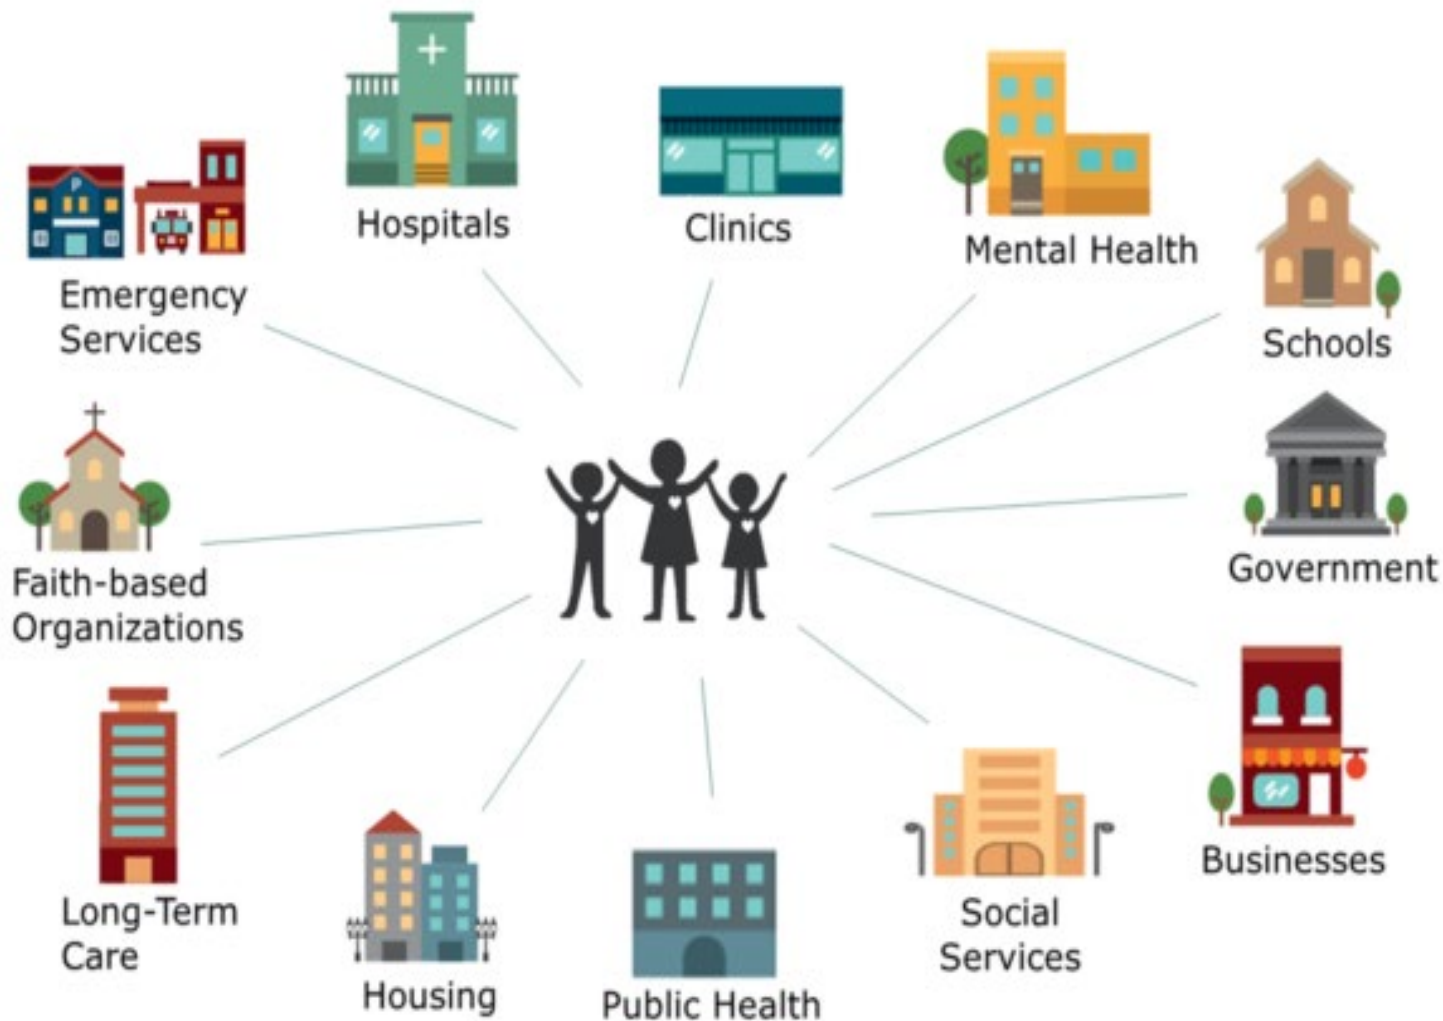 Hospitals
Clinics
Mental Health
P
Emergency
Services
Schools
Faith-based
Organizations
Government
Long-Term
Care
Housing
Public Health
Social
Services
Businesses